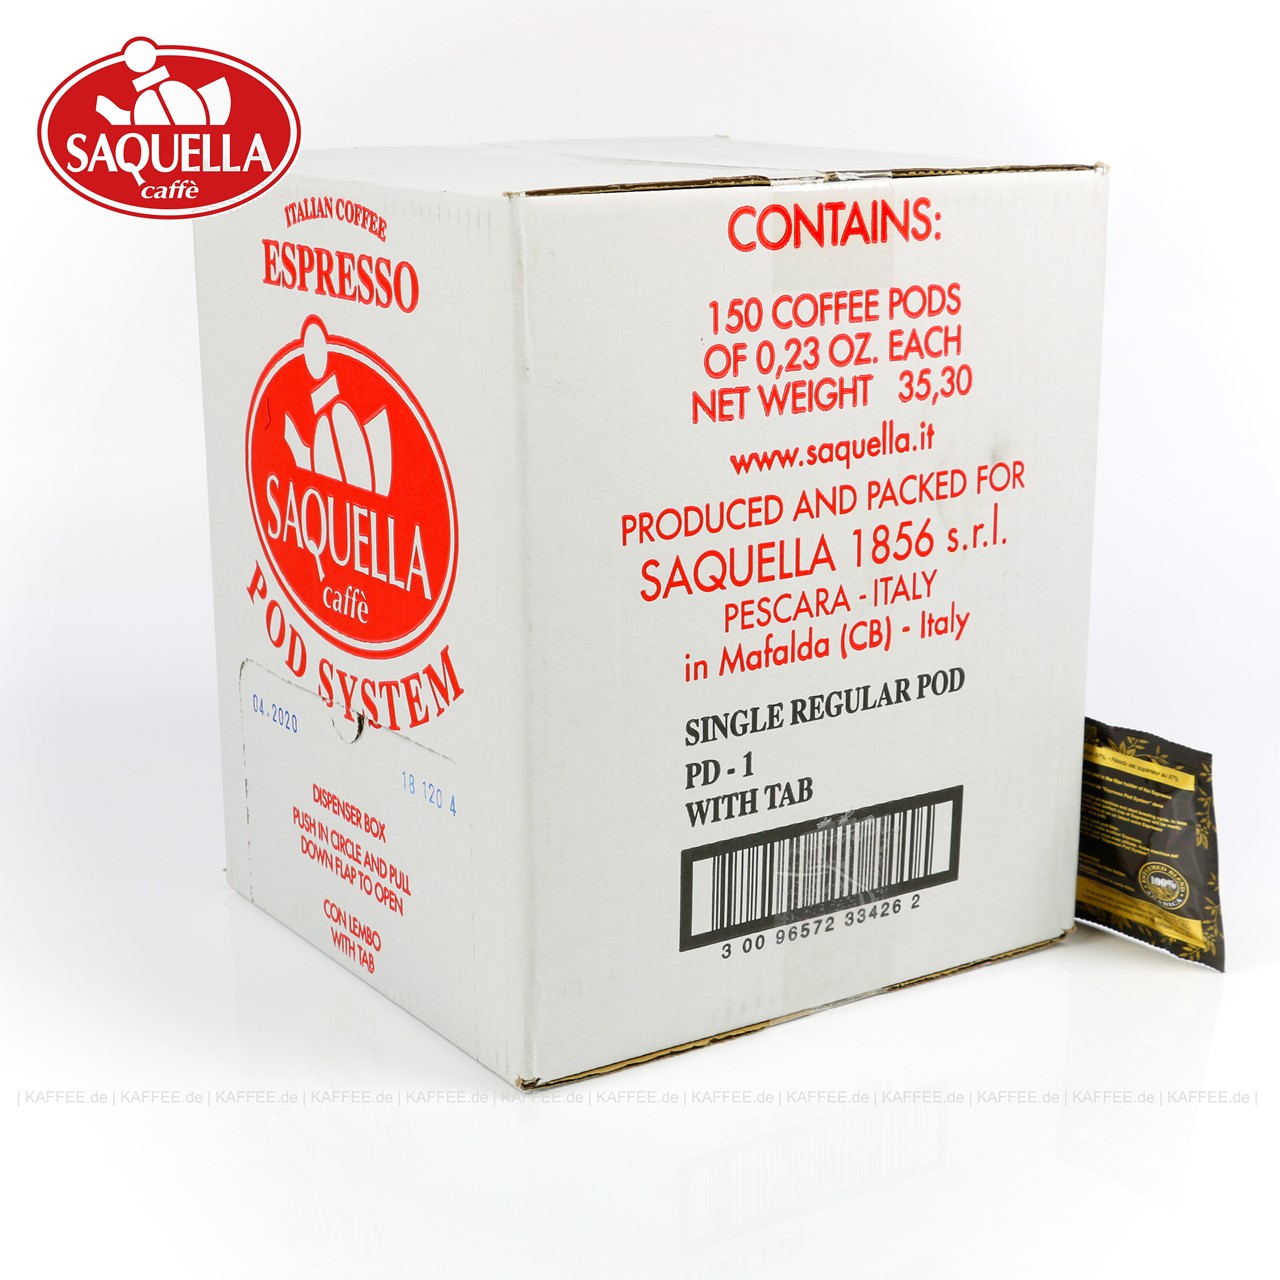 SAQUELLA
caffè
ITALIAN COFFEE
ESPRESSO
SAQUELLA
caffè
POD SYSTEM
04.2020
18 120 4
DISPENSER BOX
PUSH IN CIRCLE AND PULL
DOWN FLAP TO OPEN
CON LEMBO
WITH TAB
CONTAINS:
150 COFFEE PODS
OF 0,23 OZ. EACH
NET WEIGHT 35,30
www.saquella.it
PRODUCED AND PACKED FOR
SAQUELLA 1856 s.r.l.
PESCARA - ITALY
in Mafalda (CB) - Italy
SINGLE REGULAR POD
PD - 1
WITH TAB
3 00 96572 33426 2
100%
| KAFFEE.de | KAFFEE.de | KAFFEE.de | KAFFEE.de | KAFFEE.de | KAFFEE.de | KAFFEE.de | KAFFEE.de | KAFFEE.de | KAFFEE.de | KAFFEE.de | KAFFEE.de | KAFFEE.de |